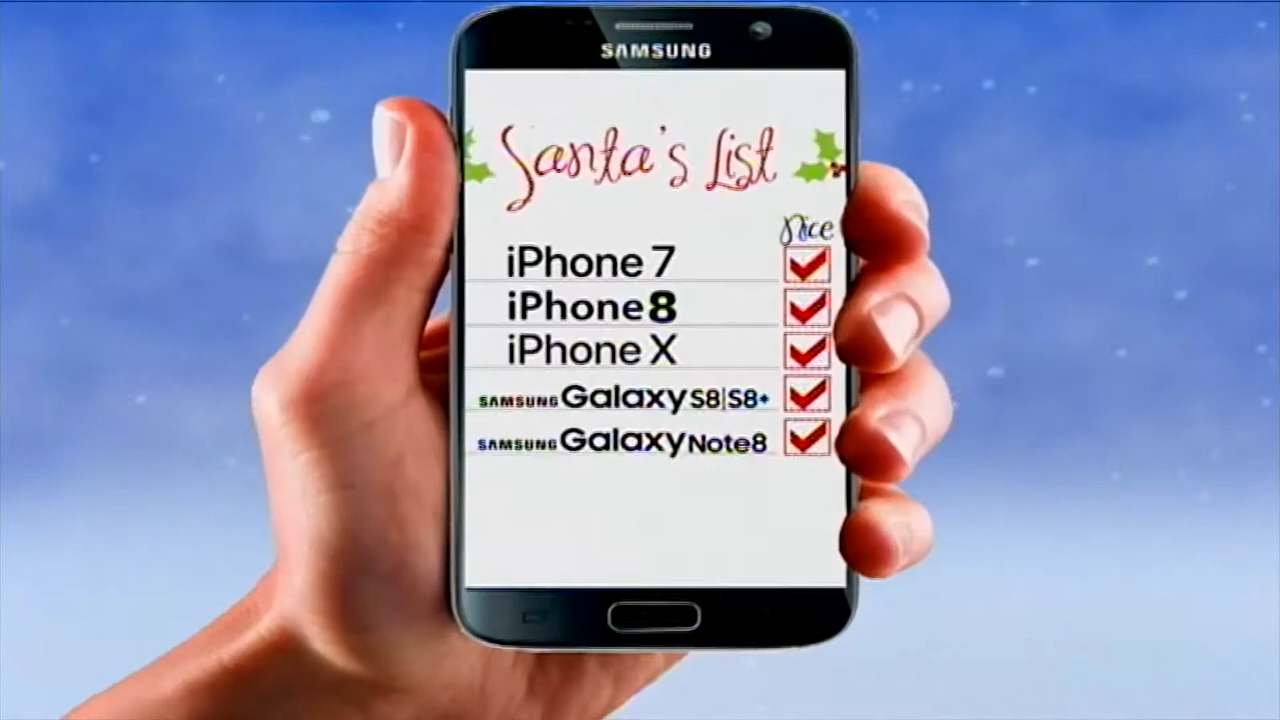 SAMSUNG
Santa's List
Nice
iPhone 7
iPhone 8
iPhone X
SAMSUNG Galaxy S8|S8+
SAMSUNG Galaxy Note8